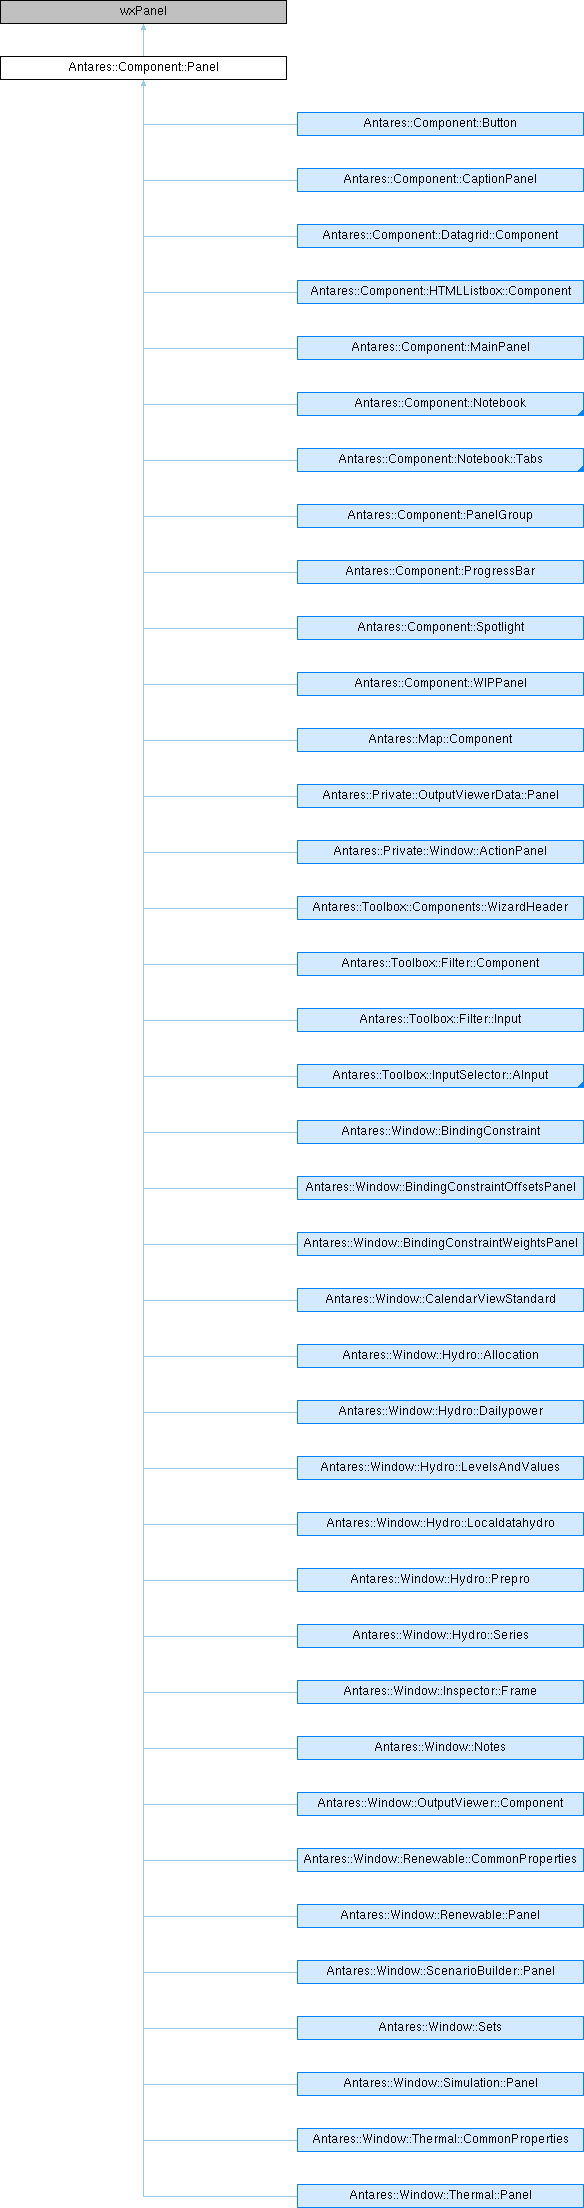 wxPanel
Antares::Component::Panel
Antares::Component::Button
Antares::Component::CaptionPanel
Antares::Component::Datagrid::Component
Antares::Component::HTMLListbox::Component
Antares::Component::MainPanel
Antares::Component::Notebook
Antares::Component::Notebook::Tabs
Antares::Component::PanelGroup
Antares::Component::ProgressBar
Antares::Component::Spotlight
Antares::Component::WIPPanel
Antares::Map::Component
Antares::Private::OutputViewerData::Panel
Antares::Private::Window::ActionPanel
Antares::Toolbox::Components::WizardHeader
Antares::Toolbox::Filter::Component
Antares::Toolbox::Filter::Input
Antares::Toolbox::InputSelector::AInput
Antares::Window::BindingConstraint
Antares::Window::BindingConstraintOffsetsPanel
Antares::Window::BindingConstraintWeightsPanel
Antares::Window::CalendarViewStandard
Antares::Window::Hydro::Allocation
Antares::Window::Hydro::Dailypower
Antares::Window::Hydro::LevelsAndValues
Antares::Window::Hydro::Localdatahydro
Antares::Window::Hydro::Prepro
Antares::Window::Hydro::Series
Antares::Window::Inspector::Frame
Antares::Window::Notes
Antares::Window::OutputViewer::Component
Antares::Window::Renewable::CommonProperties
Antares::Window::Renewable::Panel
Antares::Window::ScenarioBuilder::Panel
Antares::Window::Sets
Antares::Window::Simulation::Panel
Antares::Window::Thermal::CommonProperties
Antares::Window::Thermal::Panel